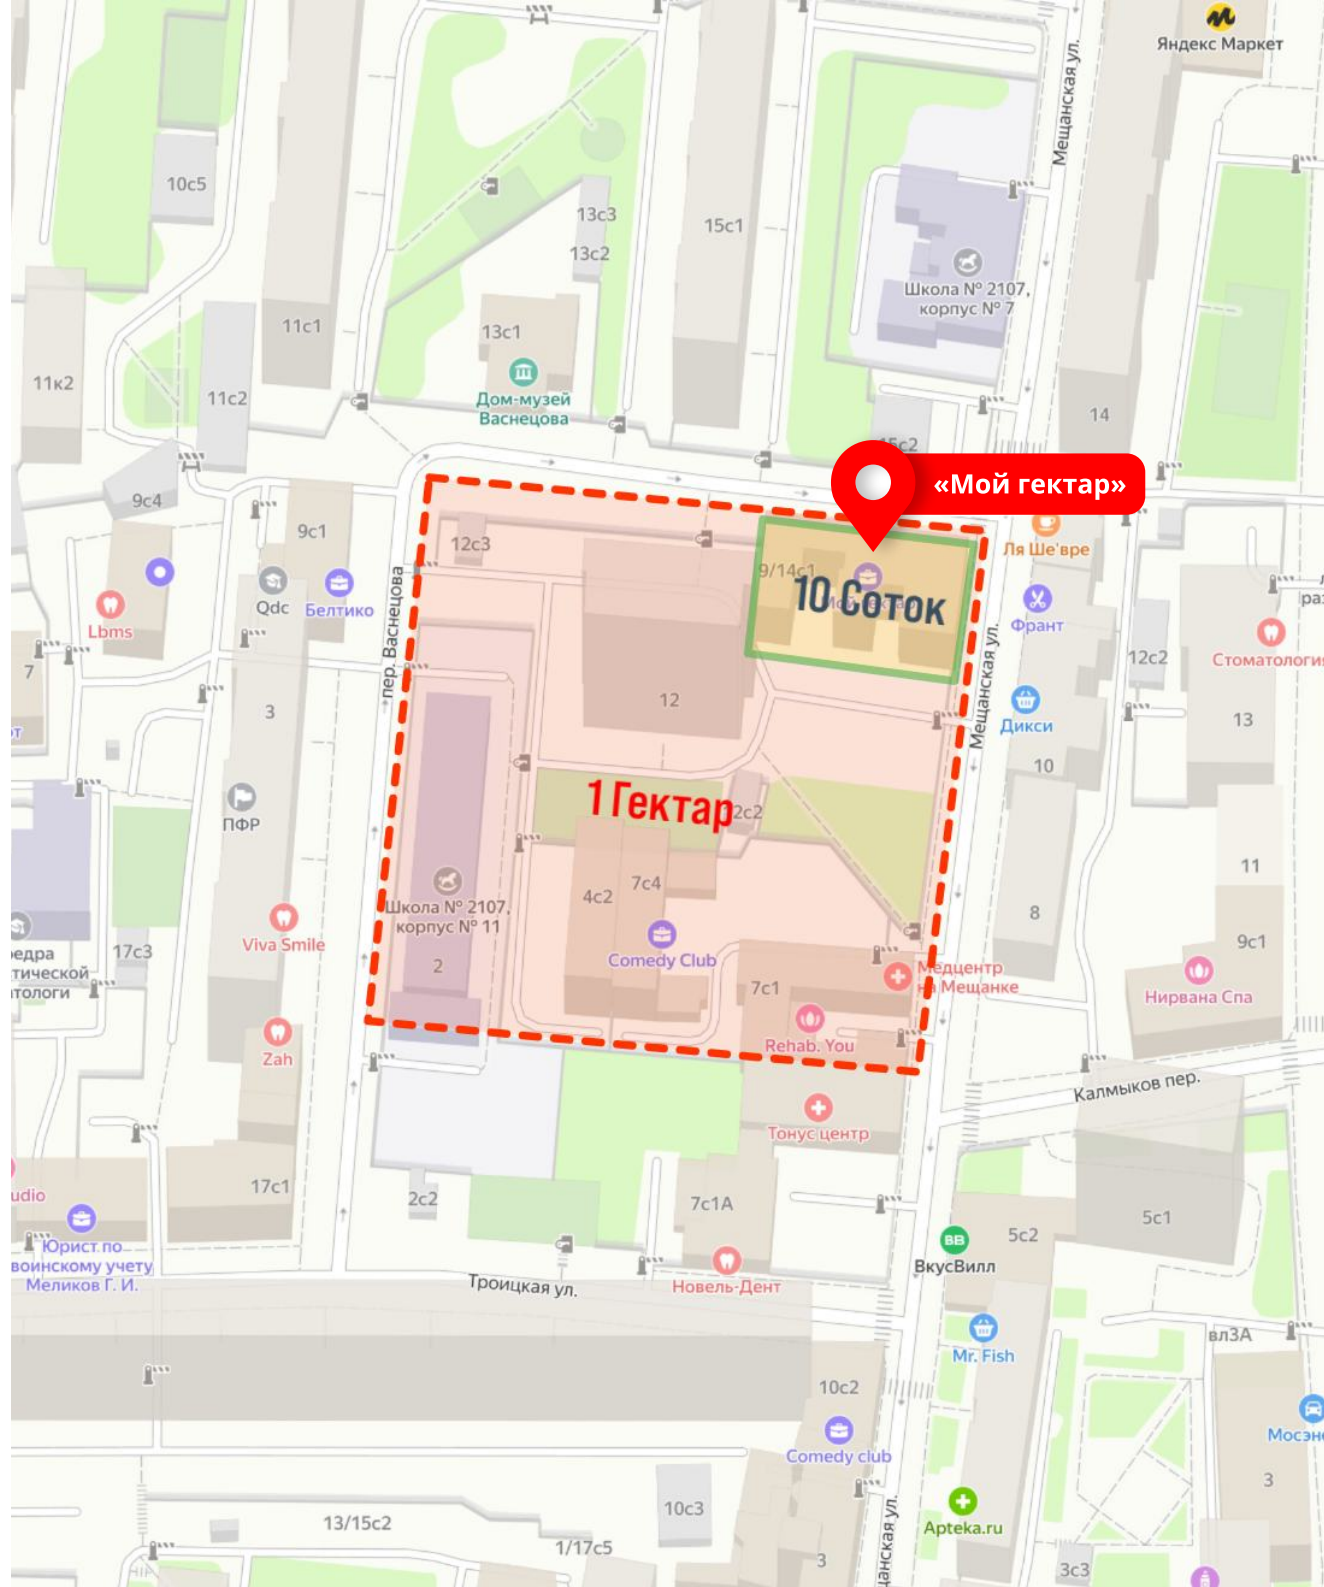 Яндекс Маркет
Мещанская ул.
10с5
13с3
15с1
13с2
Школа № 2107,
корпус № 7
11с1
13с1
11к2
11с2
Дом-музей
Васнецова
14
15с2
«Мой гектар»
9с4
9с1
12с3
Ля Ше'вре
9/14с1
10 Соток
Qdc
Белтико
пер. Васнецова
Lbms
Франт
Стоматология
12с2
7
3
12
Мещанская ул.
Дикси
13
10
1 Гектар
2с2
ПФР
11
4с2
7с4
8
Школа № 2107,
корпус № 11
Viva Smile
17с3
9с1
2
Comedy Club
Медцентр
на Мещанке
7с1
Нирвана Спа
Rehab. You
Zah
Калмыков пер.
Тонус центр
17с1
2с2
7с1А
5с1
5с2
Юрист по
воинскому учету
Меликов Г. И.
ВкусВилл
Троицкая ул.
Новель-Дент
вл3А
Mr. Fish
10с2
Comedy club
3
10с3
13/15с2
Apteka.ru
1/17с5
3
3с3